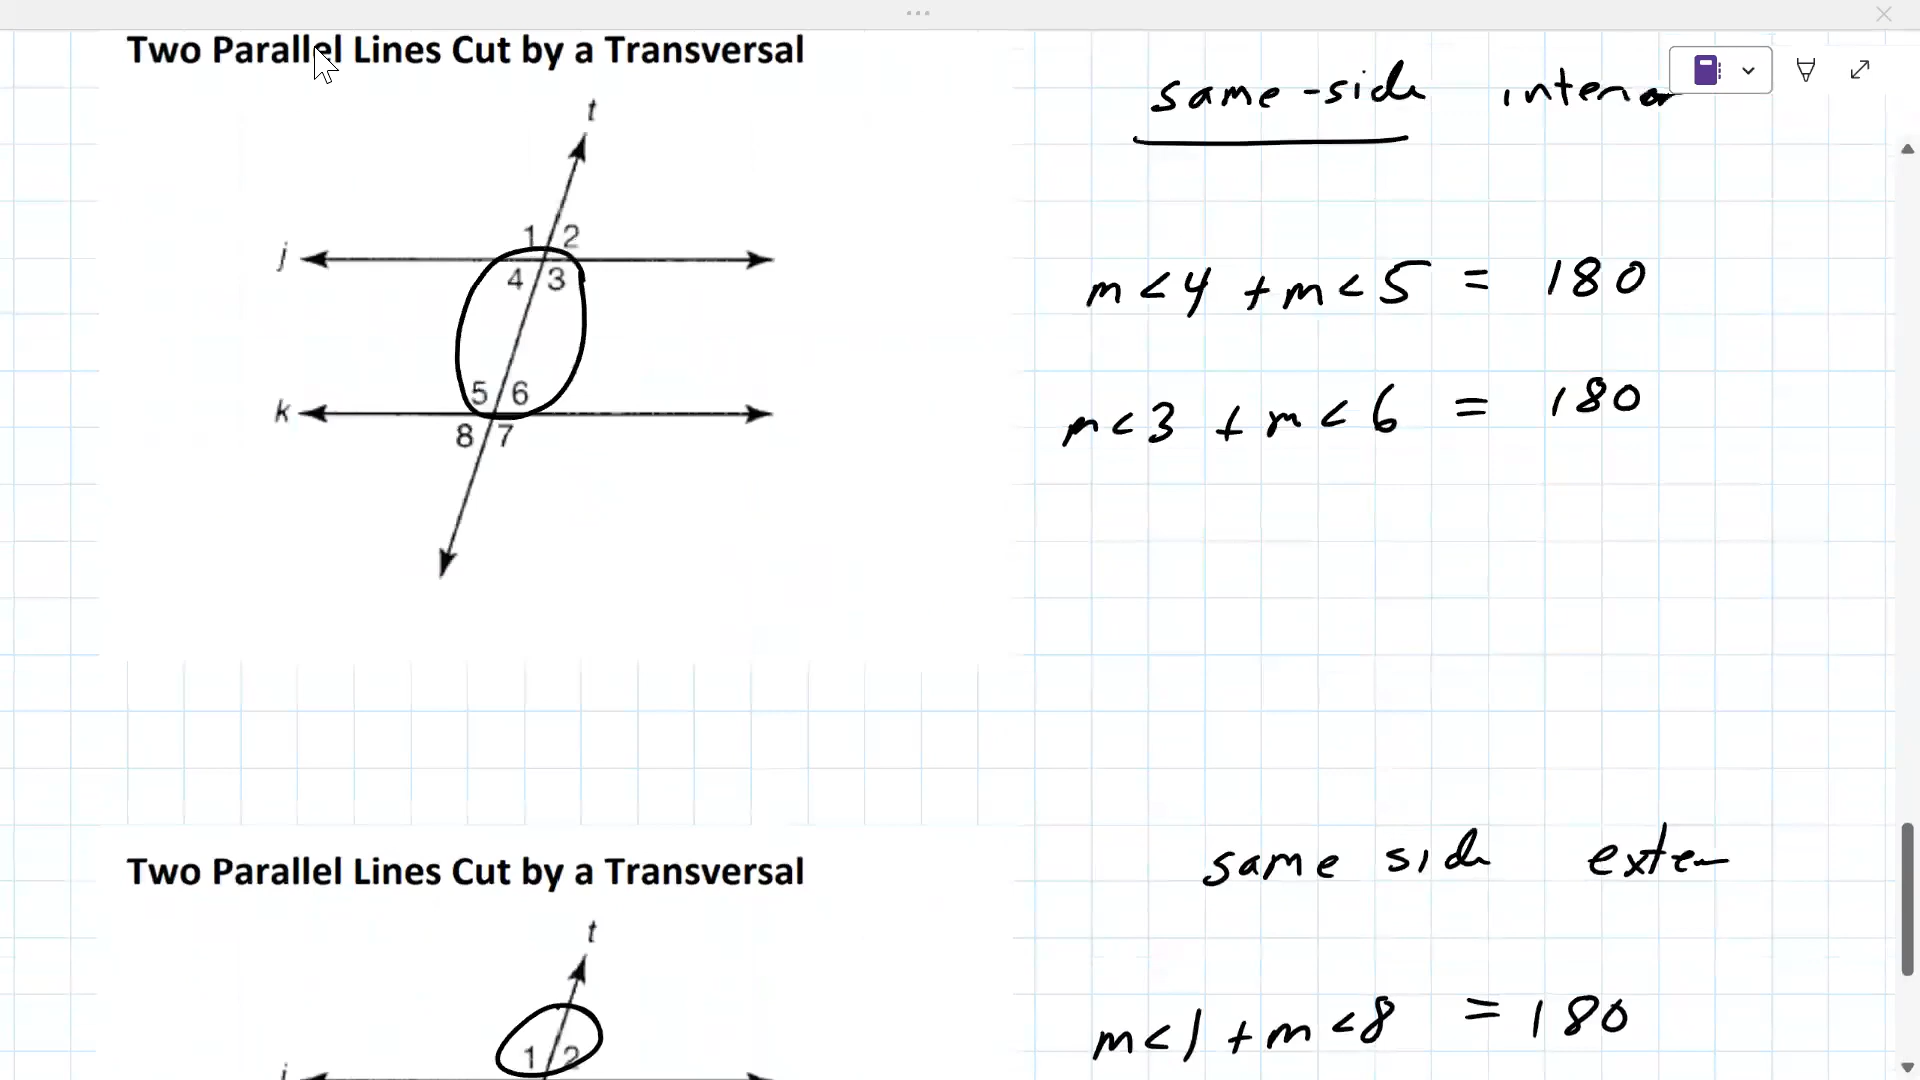 Two Parallel Lines Cut by a Transversal
same-side interior
t
1 2
j
4 3
m<4 + m<5 = 180
5 6
k
m<3 + m<6 = 180
8 7
Two Parallel Lines Cut by a Transversal
same side exter
t
1 2
j
m<1 + m<8 = 180